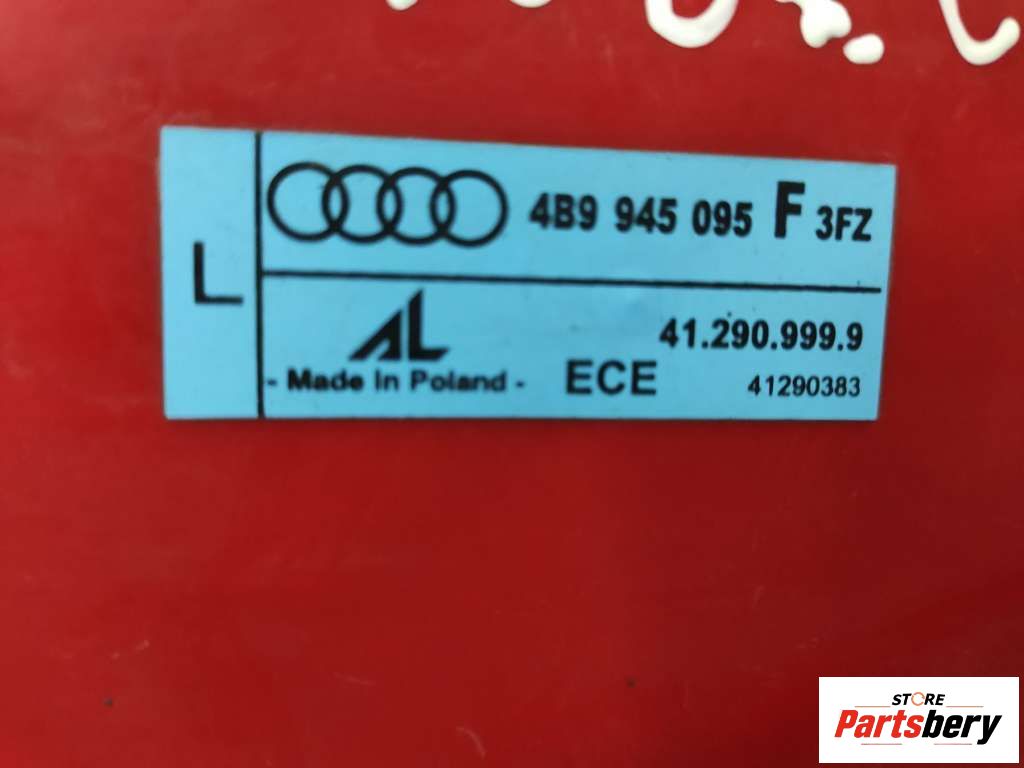 L
4B9 945 095 F 3FZ
AL
41.290.999.9
- Made in Poland - ECE 41290383
STORE
Partsbery